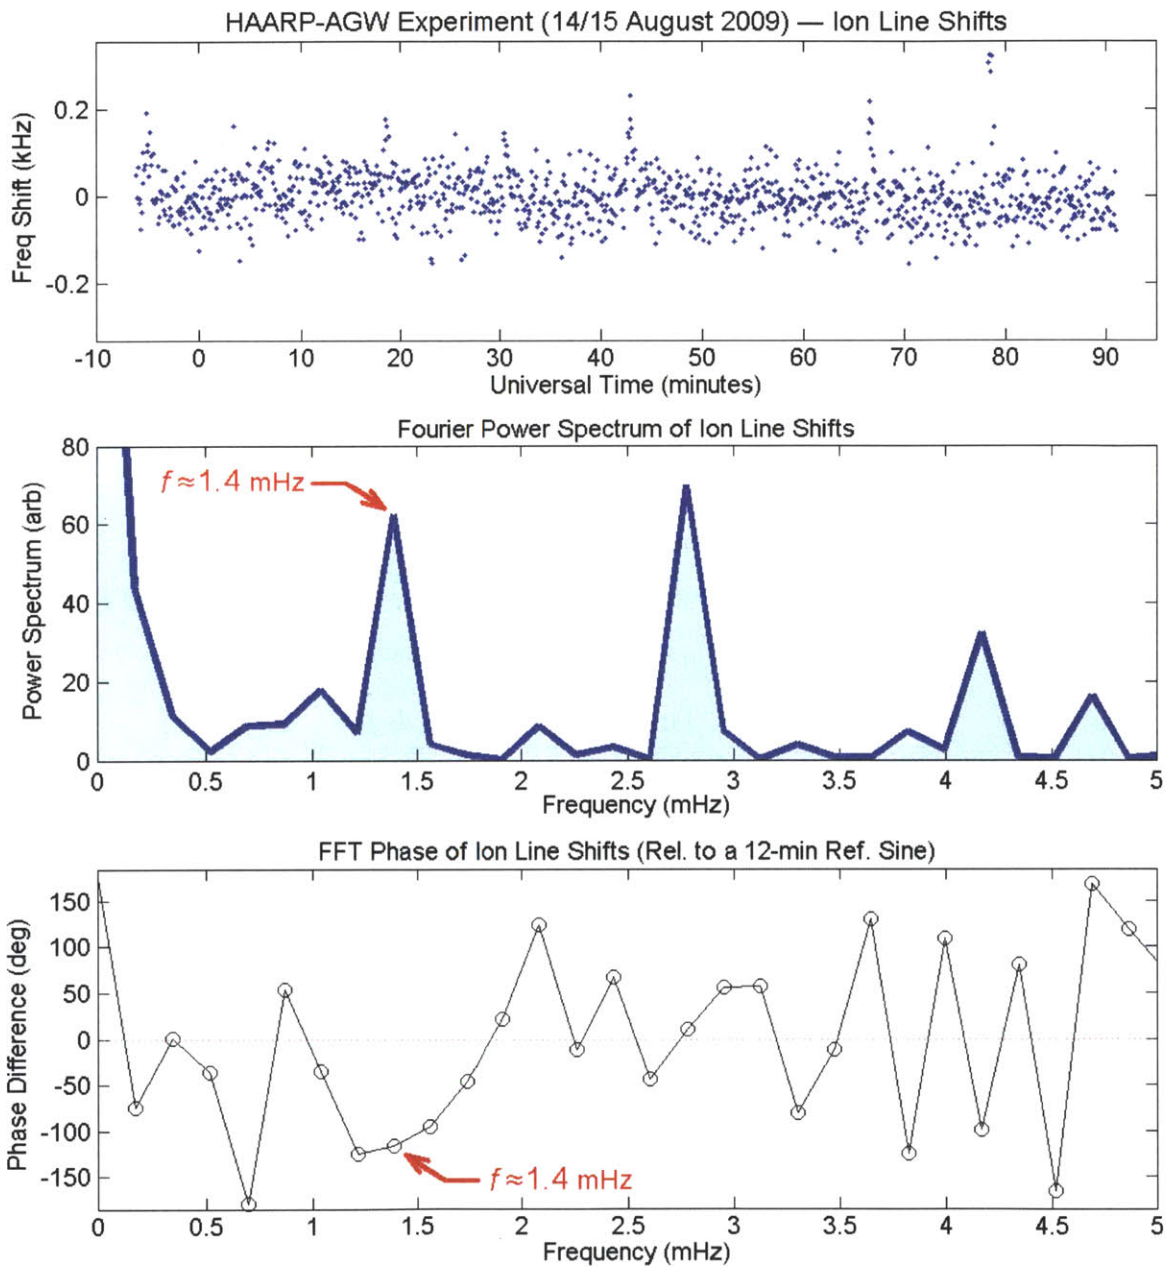 HAARP-AGW Experiment (14/15 August 2009) — Ion Line Shifts
Freq Shift (kHz)
0.2
0
-0.2
-10 0 10 20 30 40 50 60 70 80 90
Universal Time (minutes)
Fourier Power Spectrum of Ion Line Shifts
Power Spectrum (arb)
80
60
40
20
0
f≈1.4 mHz
0 0.5 1 1.5 2 2.5 3 3.5 4 4.5 5
Frequency (mHz)
FFT Phase of Ion Line Shifts (Rel. to a 12-min Ref. Sine)
Phase Difference (deg)
150
100
50
0
-50
-100
-150
f≈1.4 mHz
0 0.5 1 1.5 2 2.5 3 3.5 4 4.5 5
Frequency (mHz)